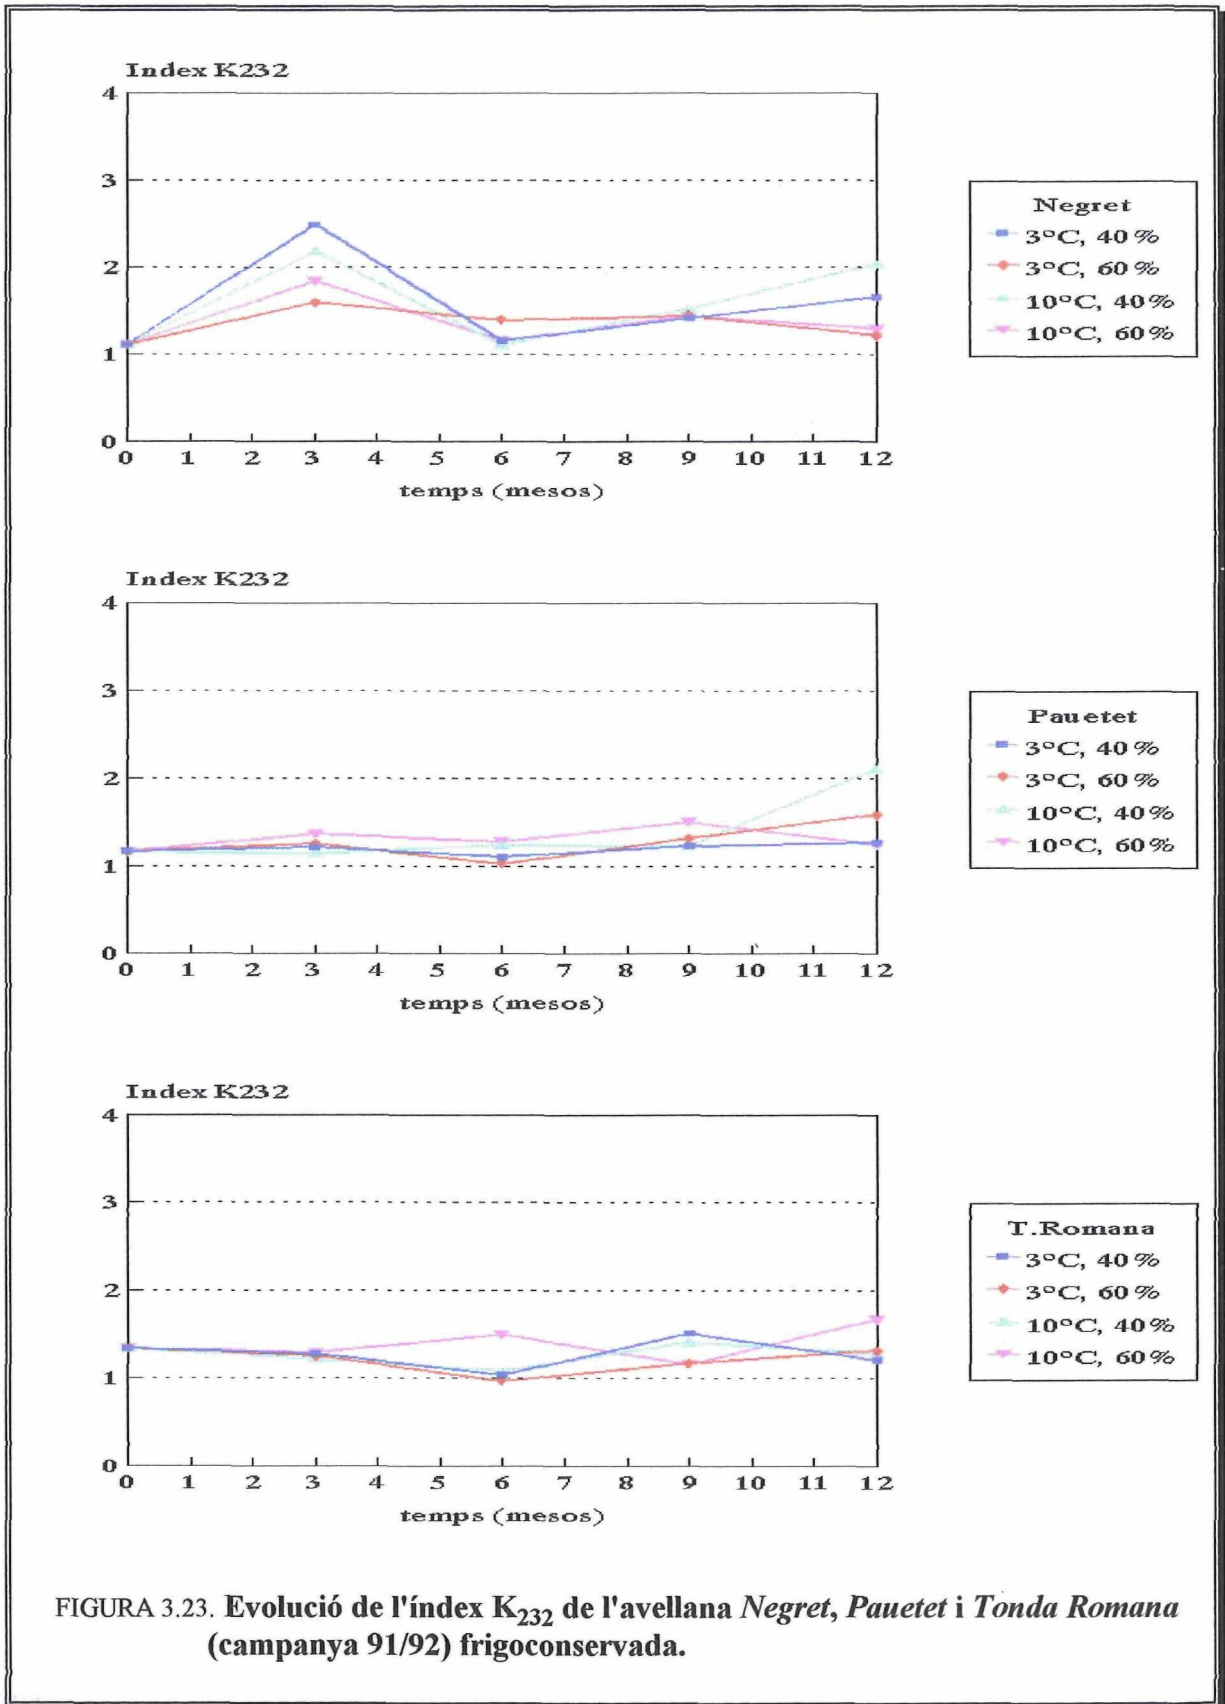 Index K232
4
3
2
1
0
0 1 2 3 4 5 6 7 8 9 10 11 12
temps (mesos)
Negret
3°C, 40%
3°C, 60%
10°C, 40%
10°C, 60%
Index K232
4
3
2
1
0
0 1 2 3 4 5 6 7 8 9 10 11 12
temps (mesos)
Pauetet
3°C, 40%
3°C, 60%
10°C, 40%
10°C, 60%
Index K232
4
3
2
1
0
0 1 2 3 4 5 6 7 8 9 10 11 12
temps (mesos)
T.Romana
3°C, 40%
3°C, 60%
10°C, 40%
10°C, 60%
FIGURA 3.23. Evolució de l'índex K232 de l'avellana Negret, Pauetet i Tonda Romana
(campanya 91/92) frigoconservada.